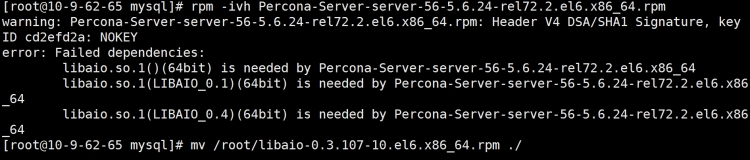 [root@10-9-62-65 mysql]# rpm -ivh Percona-Server-server-56-5.6.24-rel72.2.el6.x86_64.rpm
warning: Percona-Server-server-56-5.6.24-rel72.2.el6.x86_64.rpm: Header V4 DSA/SHA1 Signature, key
ID cd2efd2a: NOKEY
error: Failed dependencies:
        libaio.so.1()(64bit) is needed by Percona-Server-server-56-5.6.24-rel72.2.el6.x86_64
        libaio.so.1(LIBAIO_0.1)(64bit) is needed by Percona-Server-server-56-5.6.24-rel72.2.el6.x86
_64
        libaio.so.1(LIBAIO_0.4)(64bit) is needed by Percona-Server-server-56-5.6.24-rel72.2.el6.x86
_64
[root@10-9-62-65 mysql]# mv /root/libaio-0.3.107-10.el6.x86_64.rpm ./